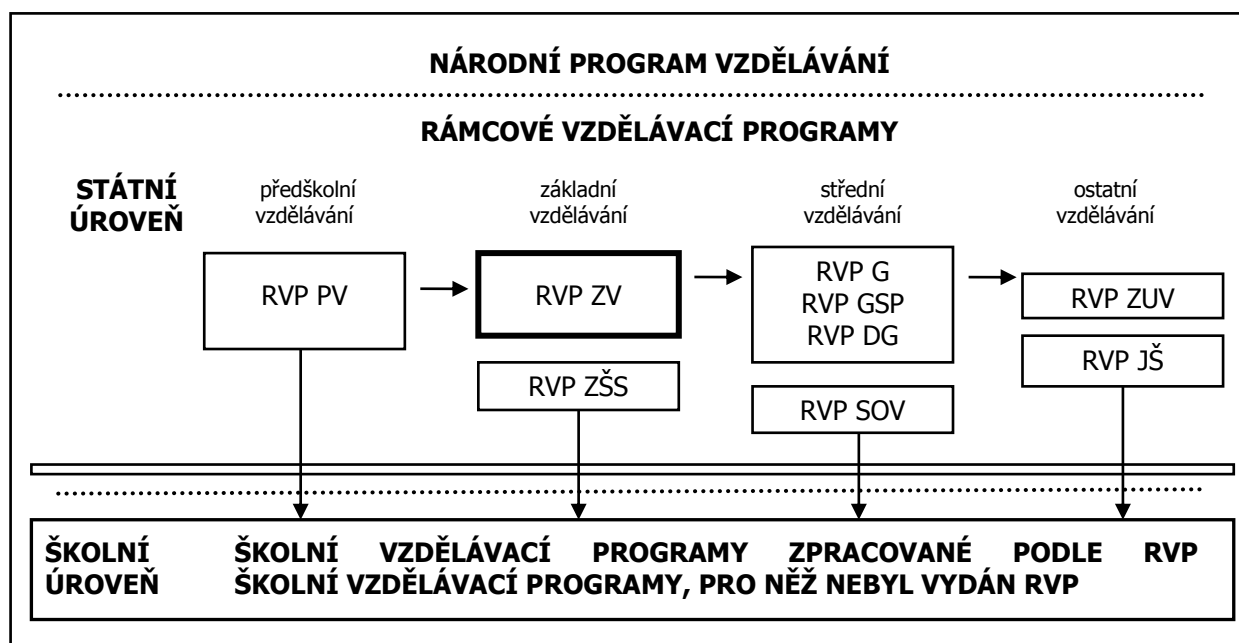 NÁRODNÍ PROGRAM VZDĚLÁVÁNÍ
RÁMCOVÉ VZDĚLÁVACÍ PROGRAMY
STÁTNÍ
ÚROVEŇ
předškolní
vzdělávání
základní
vzdělávání
střední
vzdělávání
ostatní
vzdělávání
RVP PV
RVP ZV
RVP G
RVP GSP
RVP DG
RVP ZUV
RVP ZŠS
RVP SOV
RVP JŠ
ŠKOLNÍ
ÚROVEŇ
ŠKOLNÍ VZDĚLÁVACÍ PROGRAMY ZPRACOVANÉ PODLE RVP
ŠKOLNÍ VZDĚLÁVACÍ PROGRAMY, PRO NĚŽ NEBYL VYDÁN RVP